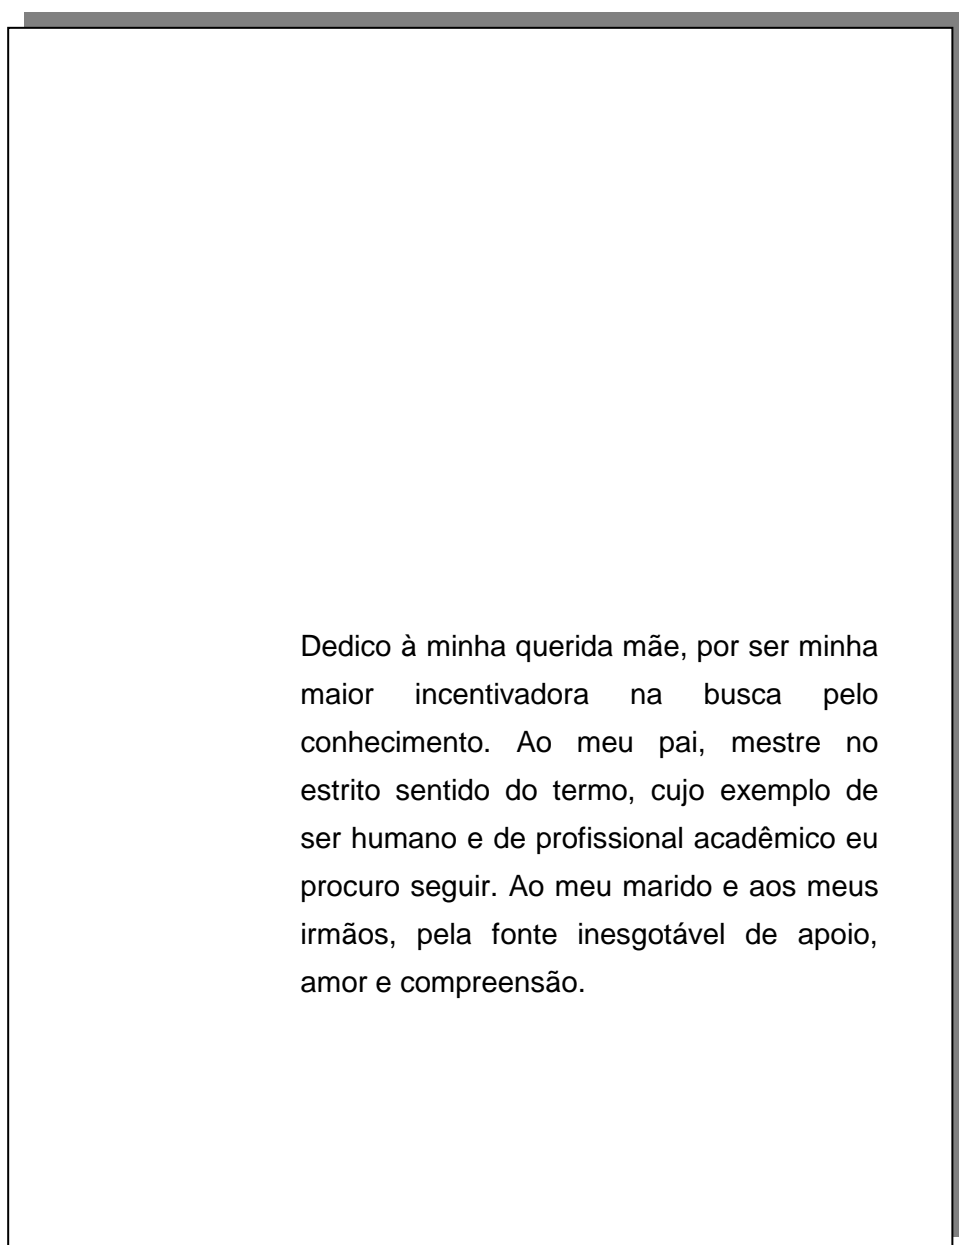 Dedico à minha querida mãe, por ser minha
maior incentivadora na busca pelo
conhecimento. Ao meu pai, mestre no
estrito sentido do termo, cujo exemplo de
ser humano e de profissional acadêmico eu
procuro seguir. Ao meu marido e aos meus
irmãos, pela fonte inesgotável de apoio,
amor e compreensão.